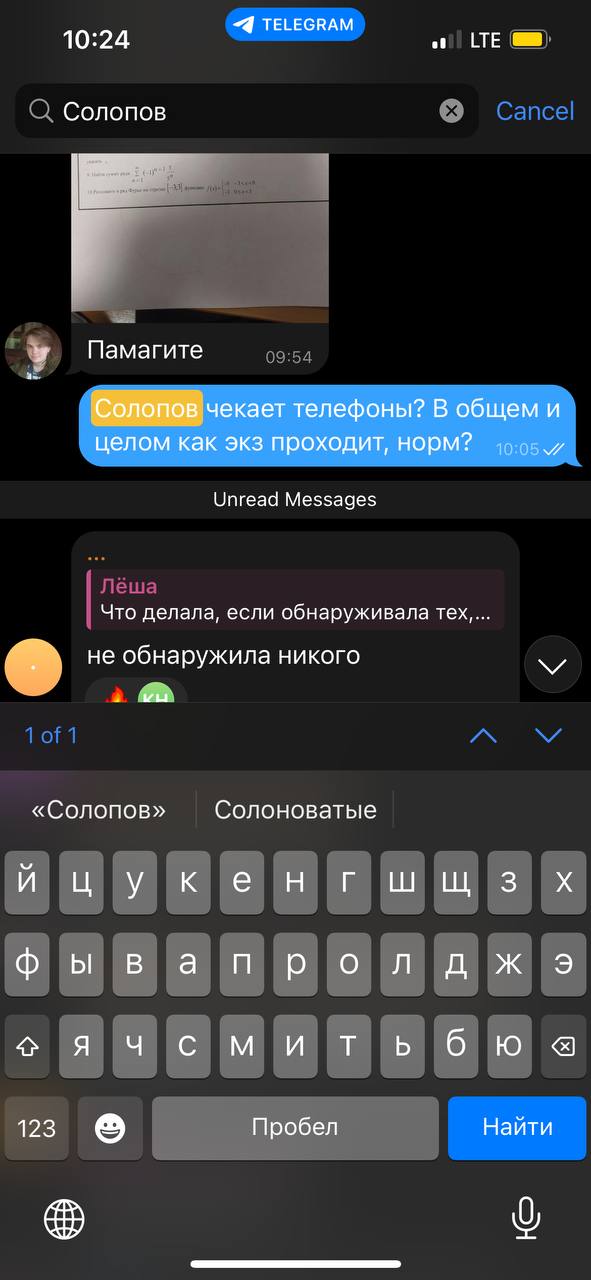 10:24
TELEGRAM
LTE
Солопов
Cancel
Памагите
09:54
Солопов чекает телефоны? В общем и
целом как экз проходит, норм?
10:05
Unread Messages
...
Лёша
Что делала, если обнаруживала тех,...
не обнаружила никого
КН
1 of 1
«Солопов»
Солоноватые
й ц у к е н г ш щ з х
ф ы в а п р о л д ж э
я ч с м и т ь б ю
123
Пробел
Найти